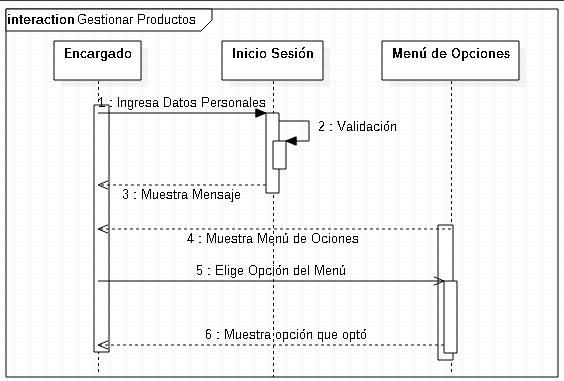 interaction Gestionar Productos
Encargado
Inicio Sesión
Menú de Opciones
1 : Ingresa Datos Personales
2 : Validación
3 : Muestra Mensaje
4 : Muestra Menú de Ociones
5 : Elige Opción del Menú
6 : Muestra opción que optó